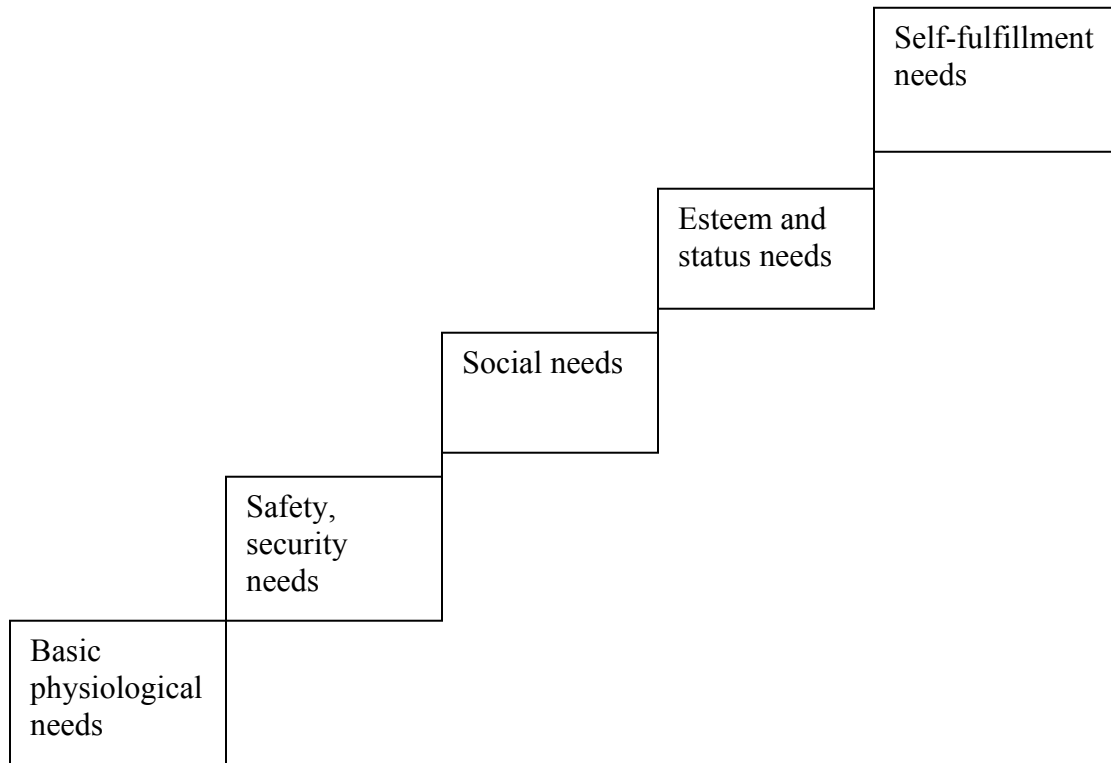 Self-fulfillment
needs
Esteem and
status needs
Social needs
Safety,
security
needs
Basic
physiological
needs